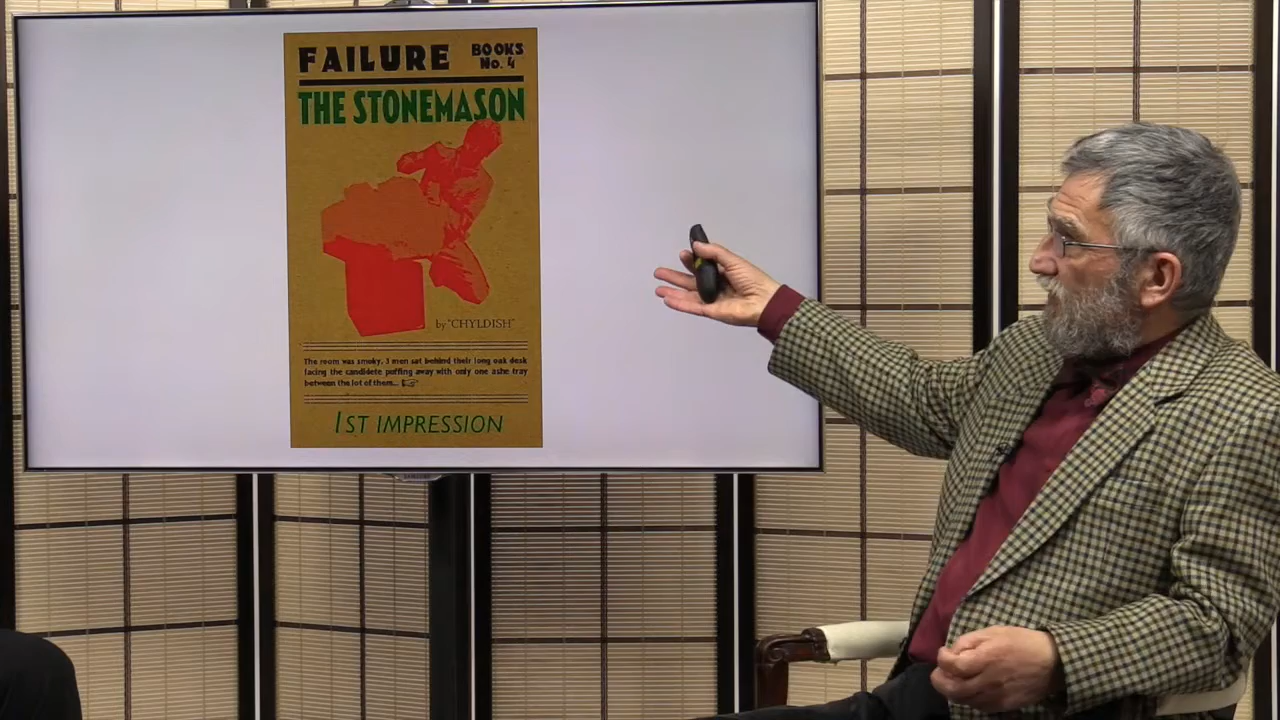 FAILURE
BOOKS
No. 4
THE STONEMASON
by "CHYLDISH"
The room was smoky, 3 men sat behind their long oak desk
facing the candidate puffing away with only one ashe tray
between the lot of them...
1ST IMPRESSION